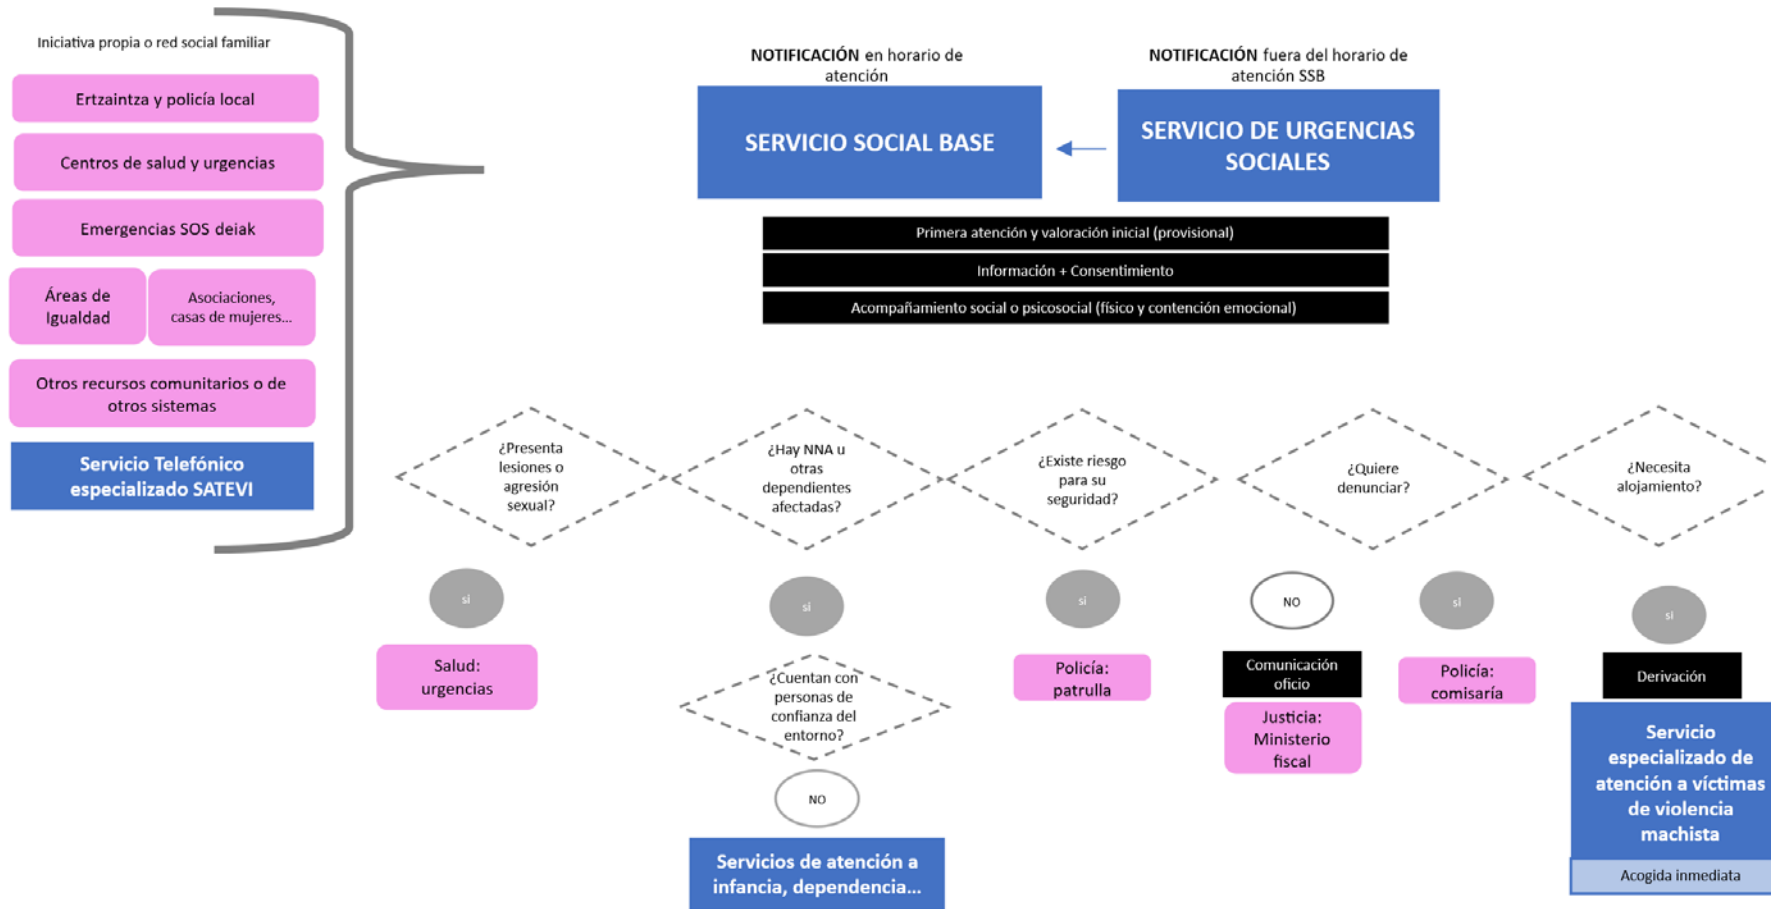 Iniciativa propia o red social familiar
Ertzaintza y policía local
Centros de salud y urgencias
Emergencias SOS deiak
Áreas de
Igualdad
Asociaciones,
casas de mujeres...
Otros recursos comunitarios o de
otros sistemas
Servicio Telefónico
especializado SATEVI
NOTIFICACIÓN en horario de
atención
SERVICIO SOCIAL BASE
NOTIFICACIÓN fuera del horario de
atención SSB
SERVICIO DE URGENCIAS
SOCIALES
Primera atención y valoración inicial (provisional)
Información + Consentimiento
Acompañamiento social o psicosocial (físico y contención emocional)
¿Presenta
lesiones o
agresión
sexual?
¿Hay NNA u
otras
dependientes
afectadas?
¿Existe riesgo
para su
seguridad?
¿Quiere
denunciar?
¿Necesita
alojamiento?
si
si
si
NO
si
si
Salud:
urgencias
¿Cuentan con
personas de
confianza del
entorno?
NO
Servicios de atención a
infancia, dependencia...
Policía:
patrulla
Comunicación
oficio
Justicia:
Ministerio
fiscal
Policía:
comisaría
Derivación
Servicio
especializado de
atención a víctimas
de violencia
machista
Acogida inmediata